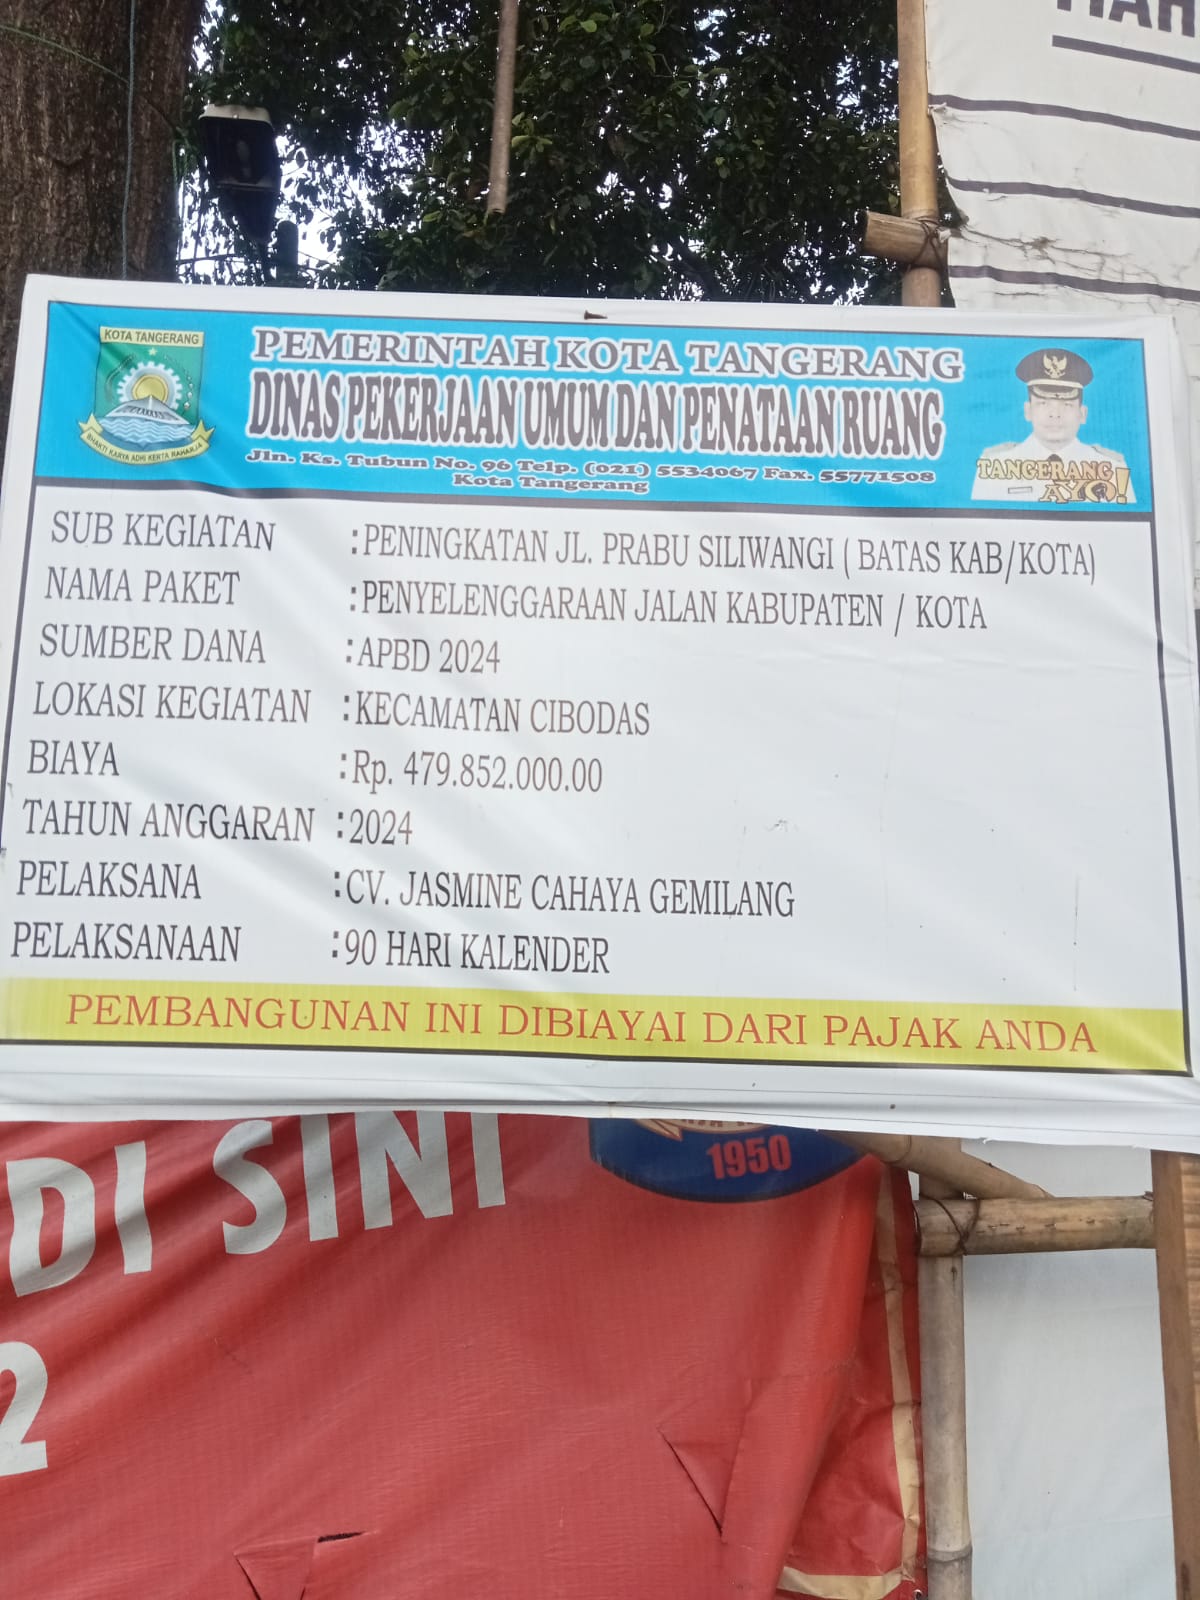 KOTA TANGERANG
BHAKTI KARYA ADHI KERTA RAHARJA
PEMERINTAH KOTA TANGERANG
DINAS PEKERJAAN UMUM DAN PENATAAN RUANG
Jln. Ks. Tubun No. 96 Telp. (021) 5534067 Fax. 55771508
Kota Tangerang
TANGERANG
AYO!
SUB KEGIATAN : PENINGKATAN JL. PRABU SILIWANGI ( BATAS KAB/KOTA)
NAMA PAKET : PENYELENGGARAAN JALAN KABUPATEN / KOTA
SUMBER DANA : APBD 2024
LOKASI KEGIATAN : KECAMATAN CIBODAS
BIAYA : Rp. 479.852.000.00
TAHUN ANGGARAN : 2024
PELAKSANA : CV. JASMINE CAHAYA GEMILANG
PELAKSANAAN : 90 HARI KALENDER
PEMBANGUNAN INI DIBIAYAI DARI PAJAK ANDA
DI SINI
1950
2